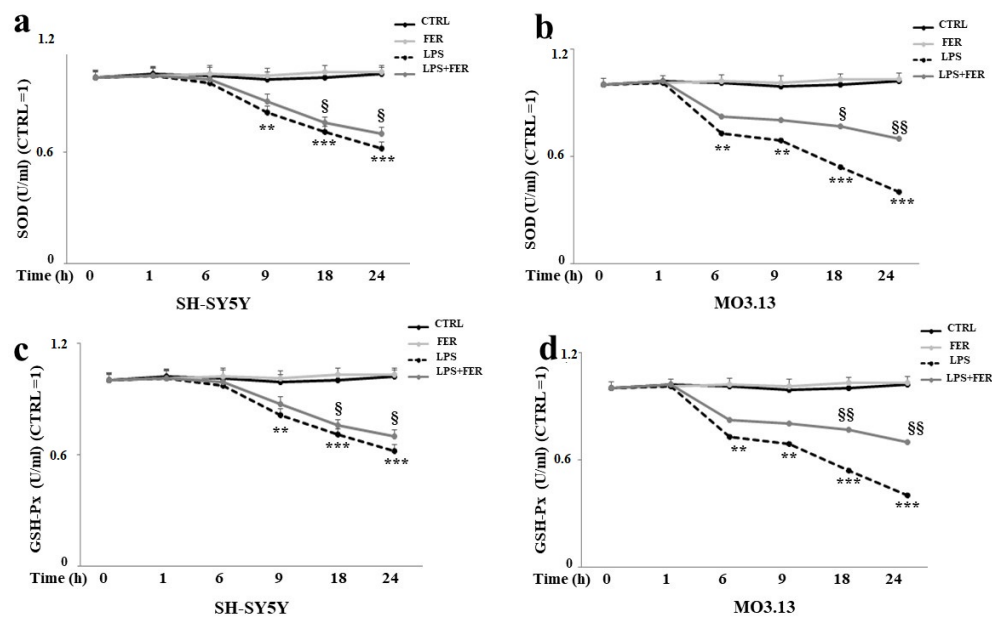 a
1.2
0.6
0
SOD (U/ml) (CTRL=1)
CTRL
FER
LPS
LPS+FER
§
§
**
***
***
Time (h) 0 1 6 9 18 24
SH-SY5Y
b
1.2
0.6
0
SOD (U/ml) (CTRL=1)
CTRL
FER
LPS
LPS+FER
§
§§
**
**
***
***
Time (h) 0 1 6 9 18 24
MO3.13
c
1.2
0.6
0
GSH-Px (U/ml) (CTRL=1)
CTRL
FER
LPS
LPS+FER
§
§
**
***
***
Time (h) 0 1 6 9 18 24
SH-SY5Y
d
1.2
0.6
0
GSH-Px (U/ml) (CTRL=1)
CTRL
FER
LPS
LPS+FER
§§
§§
**
**
***
***
Time (h) 0 1 6 9 18 24
MO3.13